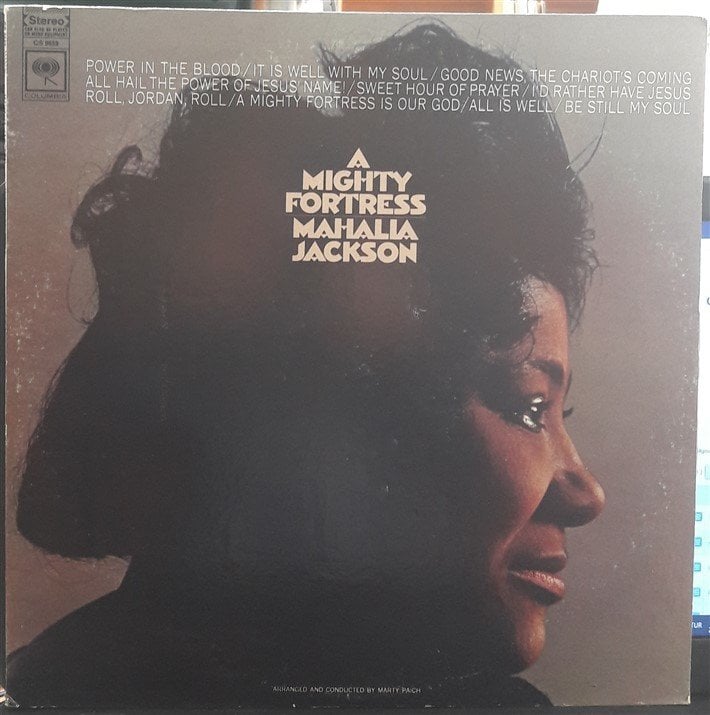 Stereo
CS 9659
COLUMBIA
POWER IN THE BLOOD/IT IS WELL WITH MY SOUL/GOOD NEWS, THE CHARIOT'S COMING
ALL HAIL THE POWER OF JESUS' NAME!/SWEET HOUR OF PRAYER/I'D RATHER HAVE JESUS
ROLL, JORDAN, ROLL/A MIGHTY FORTRESS IS OUR GOD/ALL IS WELL/BE STILL MY SOUL
A
MIGHTY
FORTRESS
MAHALIA
JACKSON
ARRANGED AND CONDUCTED BY MARTY PAICH